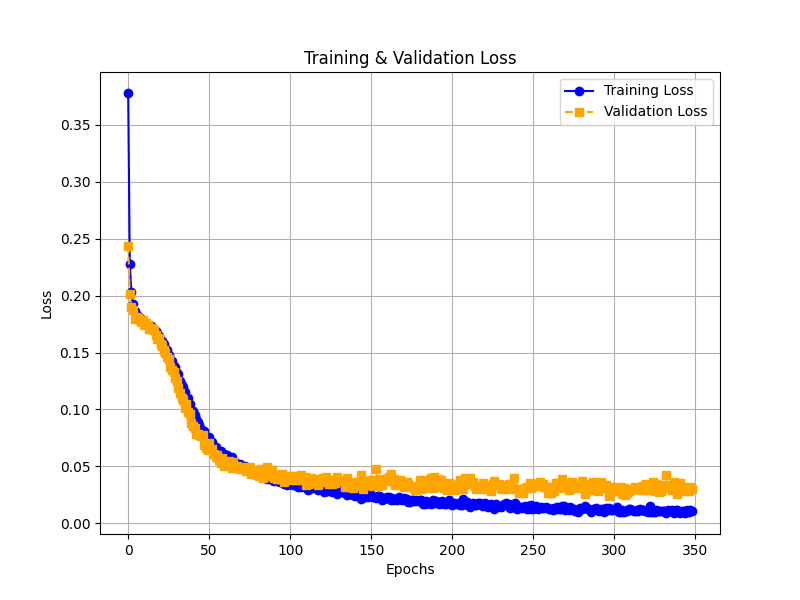 Training & Validation Loss
Training Loss
Validation Loss
Loss
0.35
0.30
0.25
0.20
0.15
0.10
0.05
0.00
0 50 100 150 200 250 300 350
Epochs